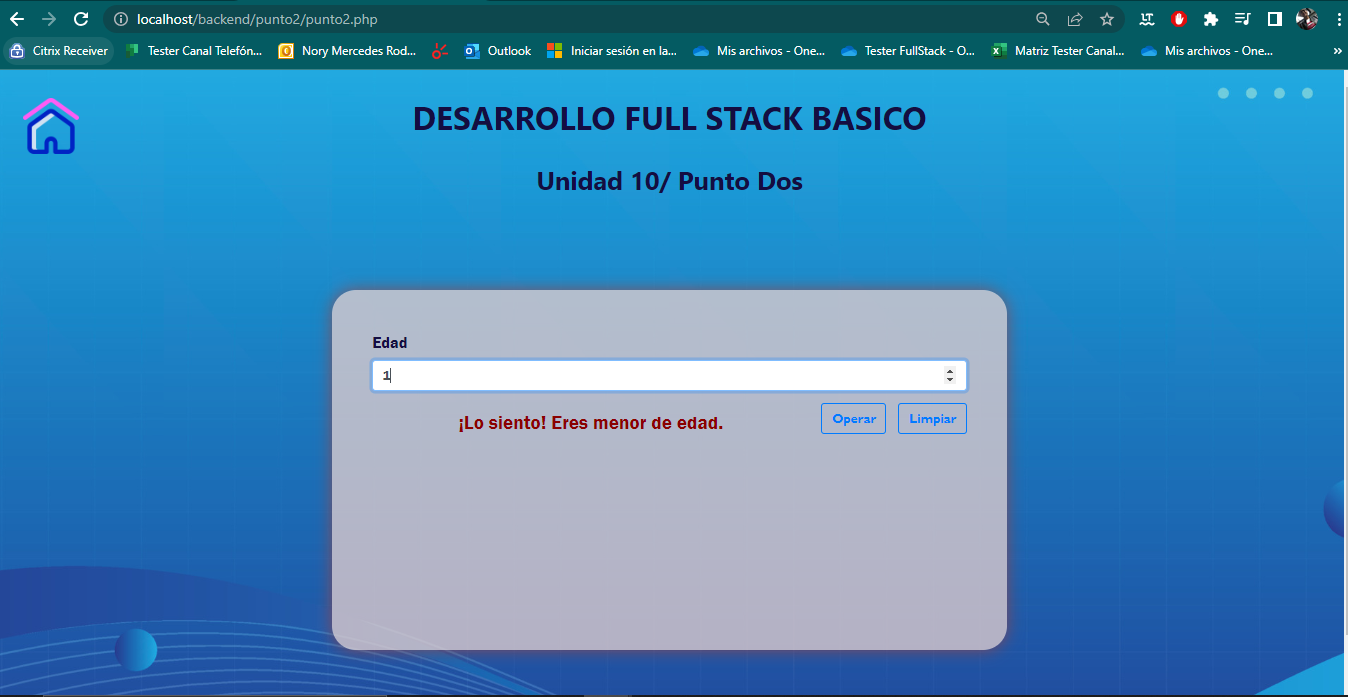 localhost/backend/punto2/punto2.php
Citrix Receiver
Tester Canal Telefón...
Nory Mercedes Rod...
Outlook
Iniciar sesión en la...
Mis archivos - One...
Tester FullStack - O...
Matriz Tester Canal...
Mis archivos - One...
»
DESARROLLO FULL STACK BASICO
Unidad 10/ Punto Dos
Edad
1
¡Lo siento! Eres menor de edad.
Operar
Limpiar